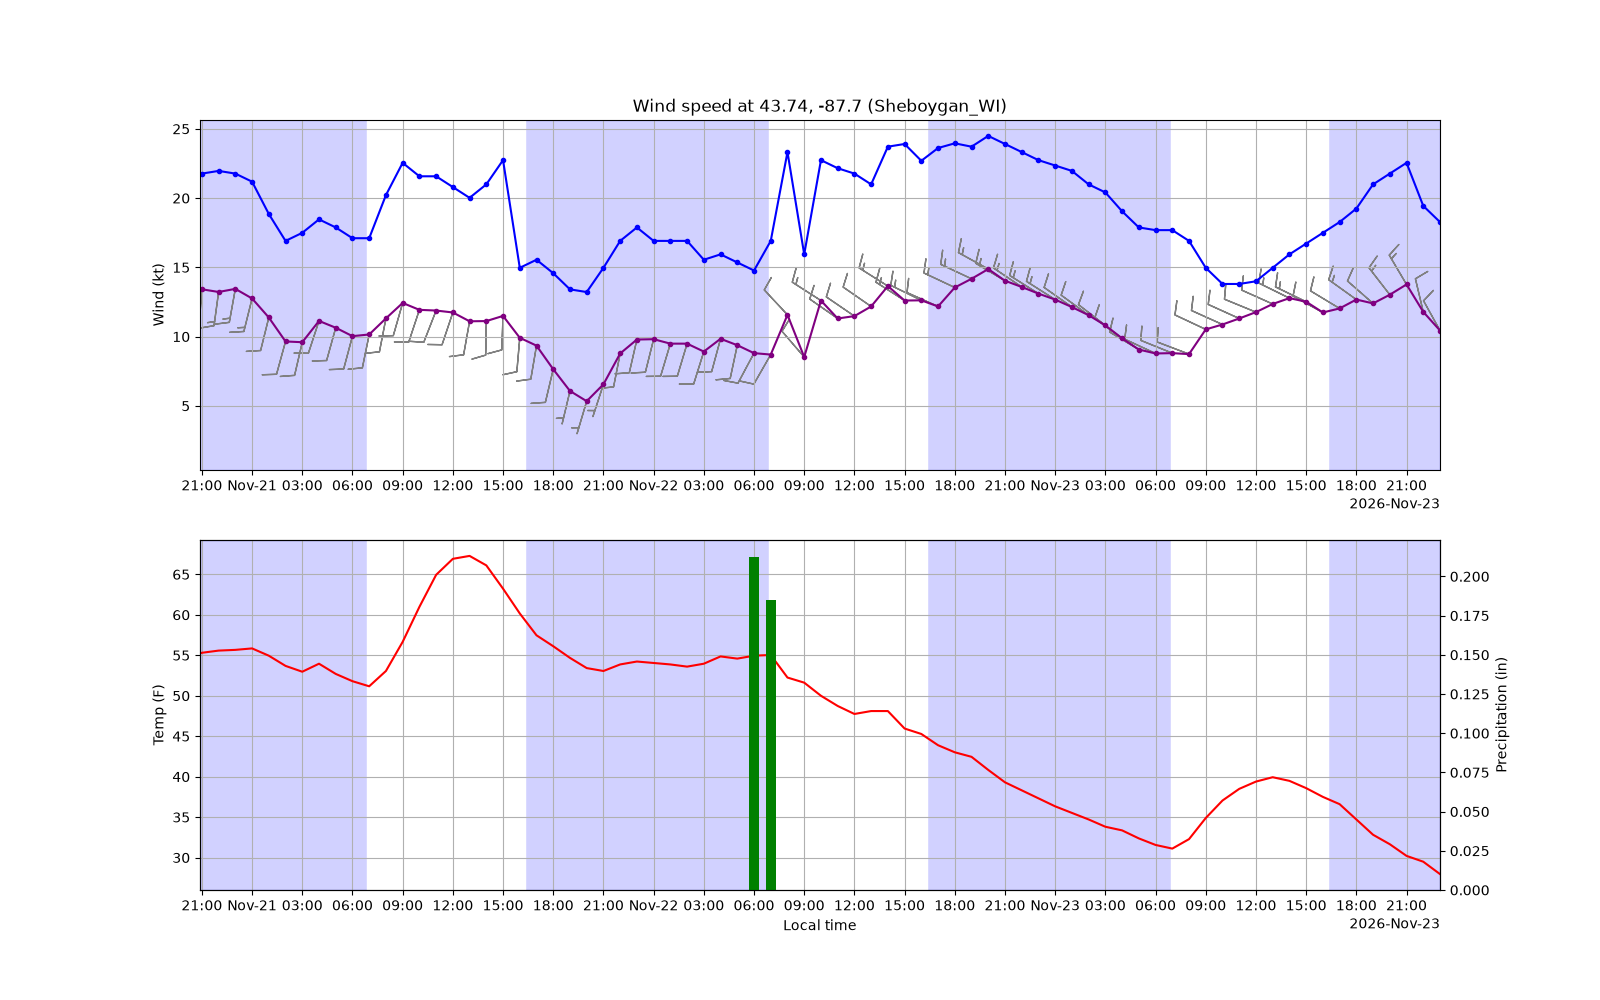 Wind speed at 43.74, -87.7 (Sheboygan_WI)
25
20
15
10
5
Wind (kt)
21:00 Nov-21 03:00 06:00 09:00 12:00 15:00 18:00 21:00 Nov-22 03:00 06:00 09:00 12:00 15:00 18:00 21:00 Nov-23 03:00 06:00 09:00 12:00 15:00 18:00 21:00
2026-Nov-23
65
60
55
50
45
40
35
30
Temp (F)
0.200
0.175
0.150
0.125
0.100
0.075
0.050
0.025
0.000
Precipitation (in)
21:00 Nov-21 03:00 06:00 09:00 12:00 15:00 18:00 21:00 Nov-22 03:00 06:00 09:00 12:00 15:00 18:00 21:00 Nov-23 03:00 06:00 09:00 12:00 15:00 18:00 21:00
Local time
2026-Nov-23